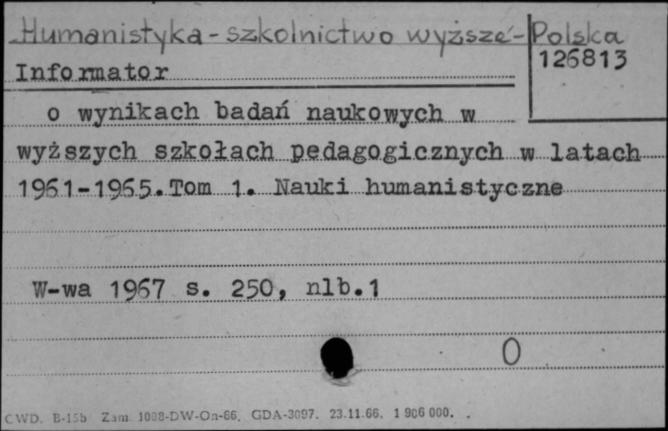 Humanistyka - szkolnictwo wyższe - Polska
Informator
126813
o wynikach badań naukowych w
wyższych szkołach pedagogicznych w latach
1961-1965.Tom 1. Nauki humanistyczne
W-wa 1967 s. 250, nlb.1
O
CWD. B-15b Zam. 1098-DW-On-66. GDA-3097. 23.11.66. 1 906 000.